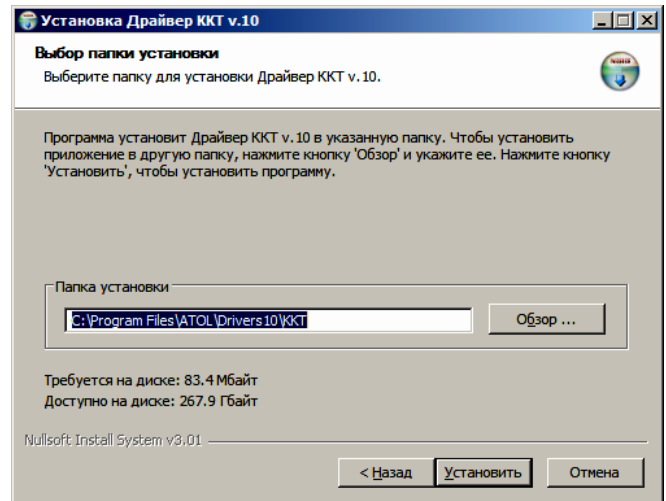 Установка Драйвер ККТ v.10
Выбор папки установки
Выберите папку для установки Драйвер ККТ v.10.
Программа установит Драйвер ККТ v.10 в указанную папку. Чтобы установить
приложение в другую папку, нажмите кнопку 'Обзор' и укажите ее. Нажмите кнопку
'Установить', чтобы установить программу.
Папка установки
C:\Program Files\ATOL\Drivers10\KKT
Обзор ...
Требуется на диске: 83.4 Мбайт
Доступно на диске: 267.9 Гбайт
Nullsoft Install System v3.01
< Назад
Установить
Отмена